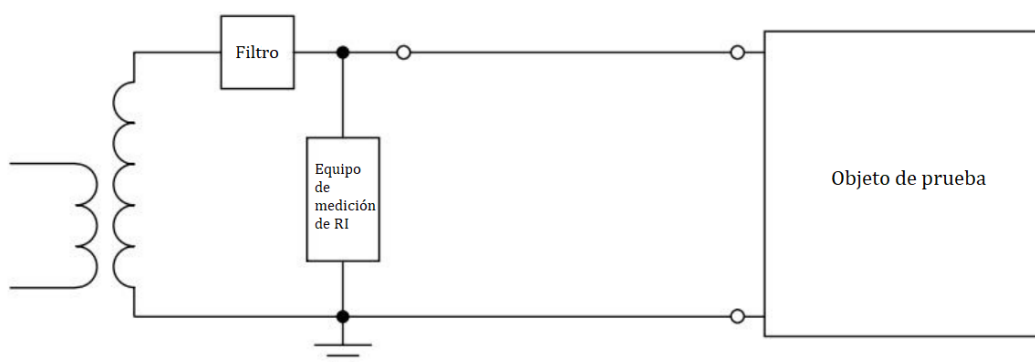 Filtro
Equipo
de
medición
de RI
Objeto de prueba